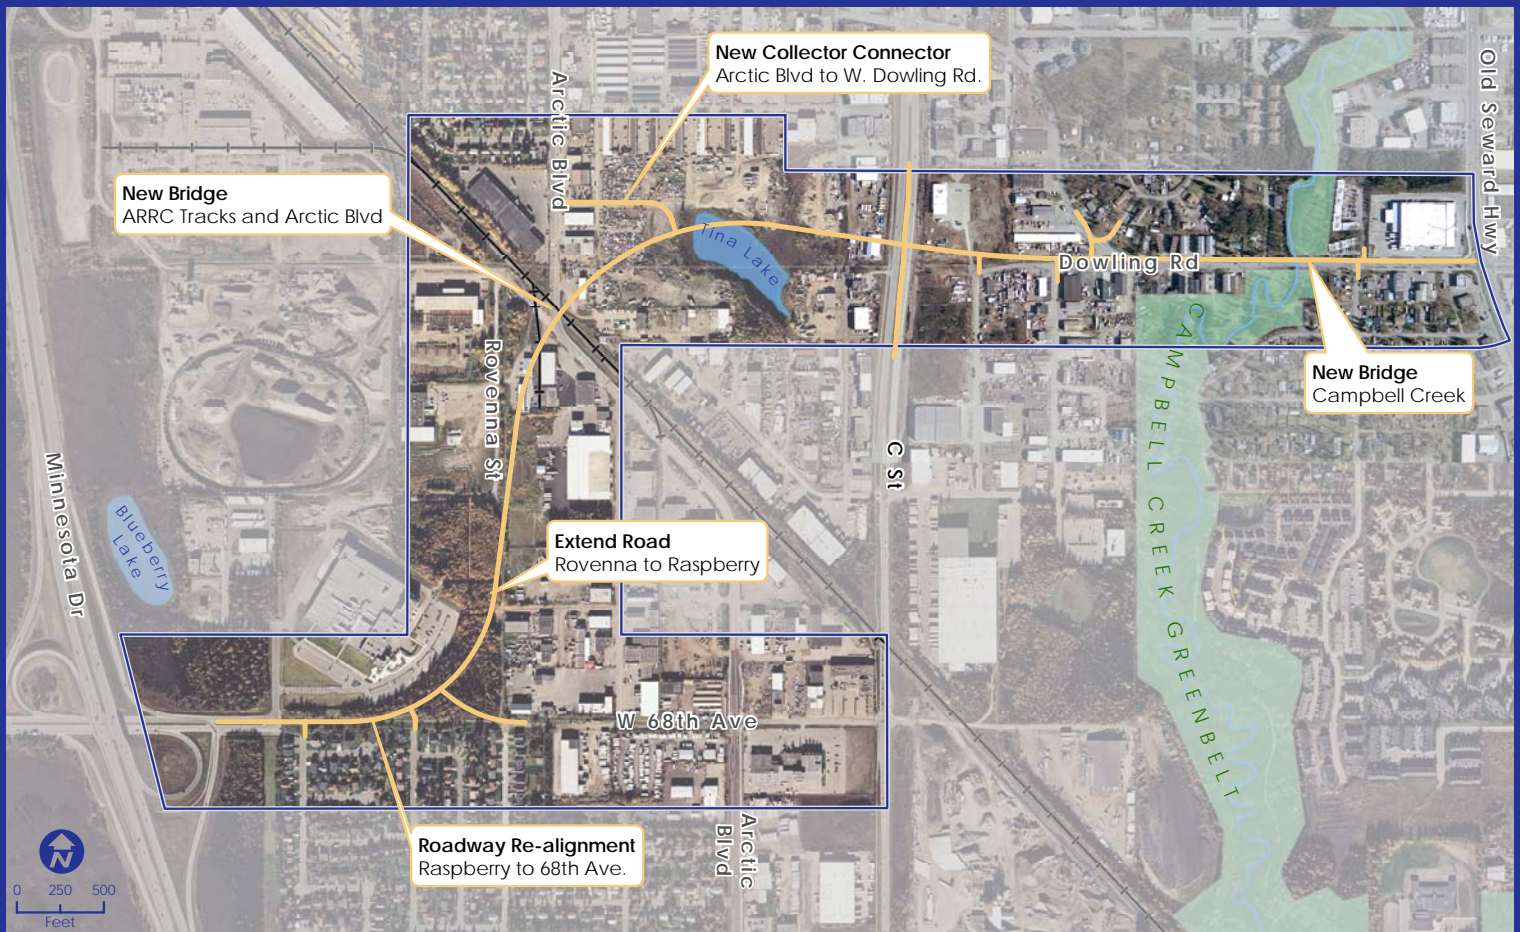 New Collector Connector
Arctic Blvd to W. Dowling Rd.
Arctic Blvd
Old Seward Hwy
New Bridge
ARRC Tracks and Arctic Blvd
Tina Lake
Dowling Rd
CAMPBELL CREEK GREENBELT
New Bridge
Campbell Creek
Rovenna St
C St
Minnesota Dr
Blueberry
Lake
Extend Road
Rovenna to Raspberry
W 68th Ave
Arctic
Blvd
Roadway Re-alignment
Raspberry to 68th Ave.
N
0 250 500
Feet